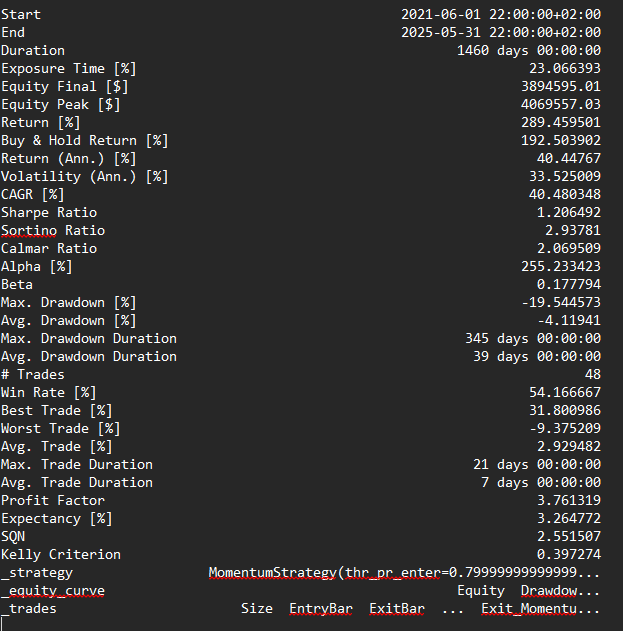 Start 2021-06-01 22:00:00+02:00
End 2025-05-31 22:00:00+02:00
Duration 1460 days 00:00:00
Exposure Time [%] 23.066393
Equity Final [$] 3894595.01
Equity Peak [$] 4069557.03
Return [%] 289.459501
Buy & Hold Return [%] 192.503902
Return (Ann.) [%] 40.44767
Volatility (Ann.) [%] 33.525009
CAGR [%] 40.480348
Sharpe Ratio 1.206492
Sortino Ratio 2.93781
Calmar Ratio 2.069509
Alpha [%] 255.233423
Beta 0.177794
Max. Drawdown [%] -19.544573
Avg. Drawdown [%] -4.11941
Max. Drawdown Duration 345 days 00:00:00
Avg. Drawdown Duration 39 days 00:00:00
# Trades 48
Win Rate [%] 54.166667
Best Trade [%] 31.800986
Worst Trade [%] -9.375209
Avg. Trade [%] 2.929482
Max. Trade Duration 21 days 00:00:00
Avg. Trade Duration 7 days 00:00:00
Profit Factor 3.761319
Expectancy [%] 3.264772
SQN 2.551507
Kelly Criterion 0.397274
_strategy MomentumStrategy(thr_pr_enter=0.79999999999999...
_equity_curve Equity Drawdow...
_trades Size EntryBar ExitBar ... Exit_Momentu...